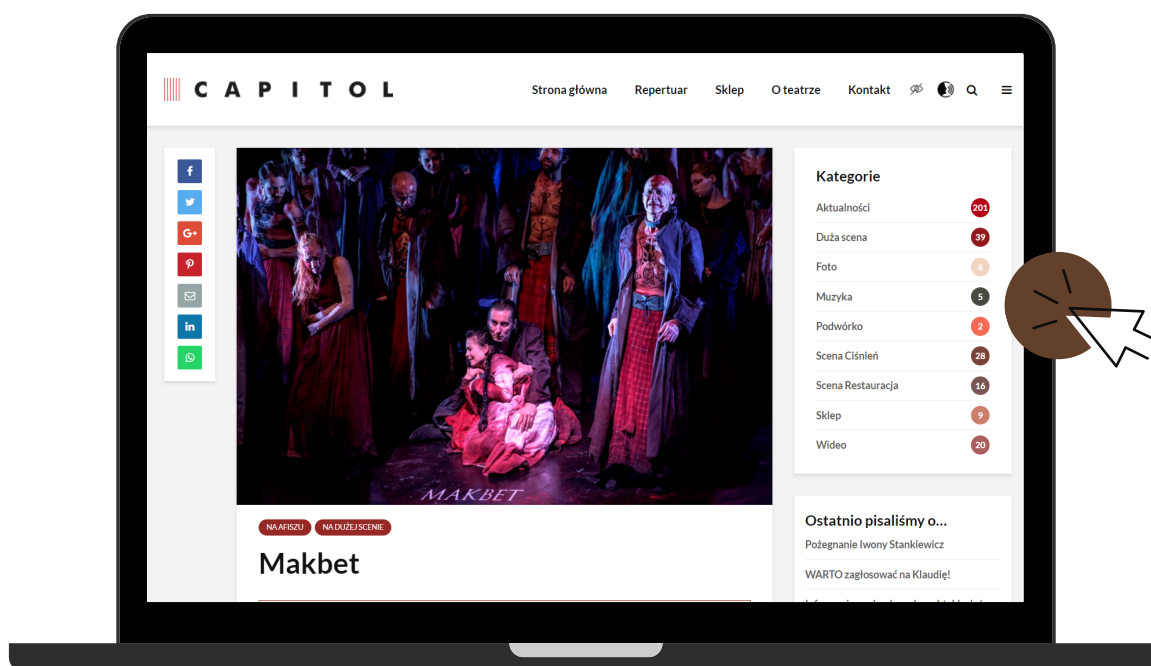 CAPITOL
Strona główna Repertuar Sklep O teatrze Kontakt
f
G+
in
MAKBET
NA AFISZU NA DUŻEJ SCENIE
Makbet
Kategorie
Aktualności 201
Duża scena 39
Foto 6
Muzyka 5
Podwórko 2
Scena Ciśnień 28
Scena Restauracja 16
Sklep 9
Wideo 20
Ostatnio pisaliśmy o...
Pożegnanie Iwony Stankiewicz
WARTO zagłosować na Klaudię!